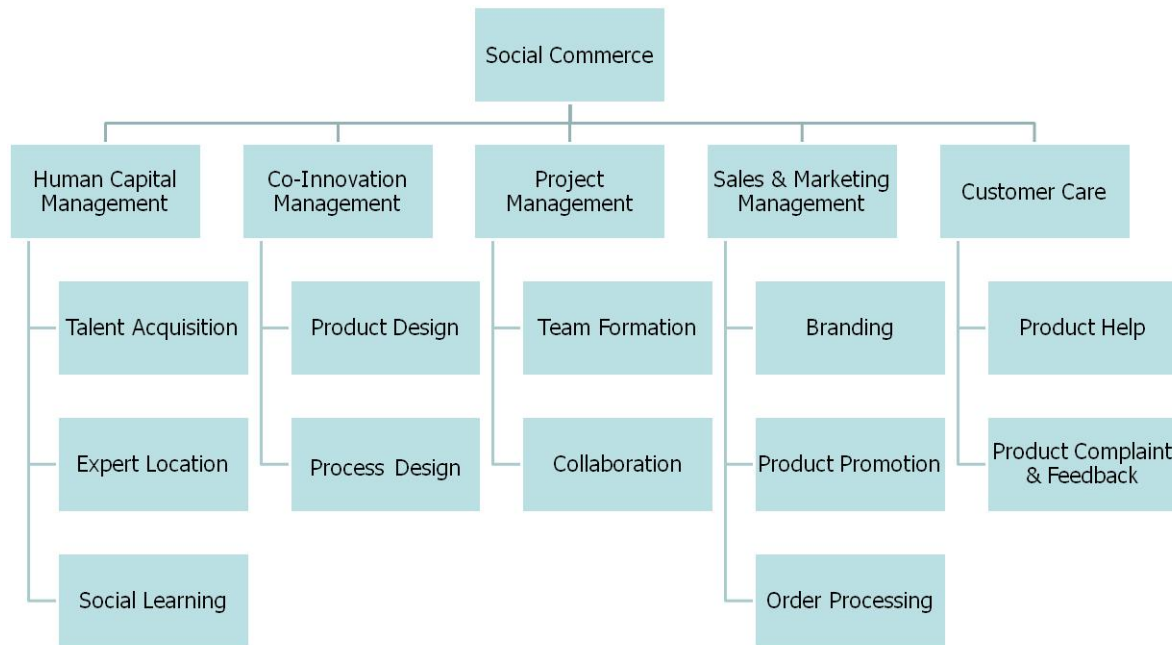 Social Commerce
Human Capital
Management
Co-Innovation
Management
Project
Management
Sales & Marketing
Management
Customer Care
Talent Acquisition
Product Design
Team Formation
Branding
Product Help
Expert Location
Process Design
Collaboration
Product Promotion
Product Complaint
& Feedback
Social Learning
Order Processing